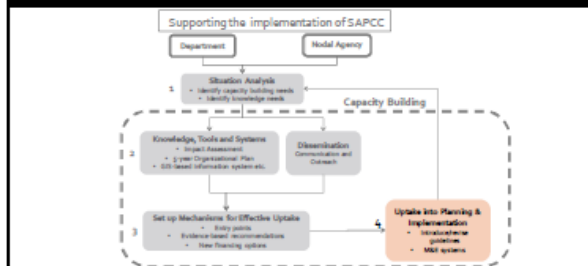 Supporting the implementation of SAPCC
Department
Nodal Agency
1
Situation Analysis
• Identify capacity building needs
• Identify knowledge needs
Capacity Building
2
Knowledge, Tools and Systems
• Impact Assessment
• 5-year Organizational Plan
• GIS-based information system etc.
Dissemination
Communication and
Outreach
3
Set up Mechanisms for Effective Uptake
• Entry points
• Evidence-based recommendations
• New financing options
4
Uptake into Planning &
Implementation
• Introduce/revise
guidelines
• M&E systems